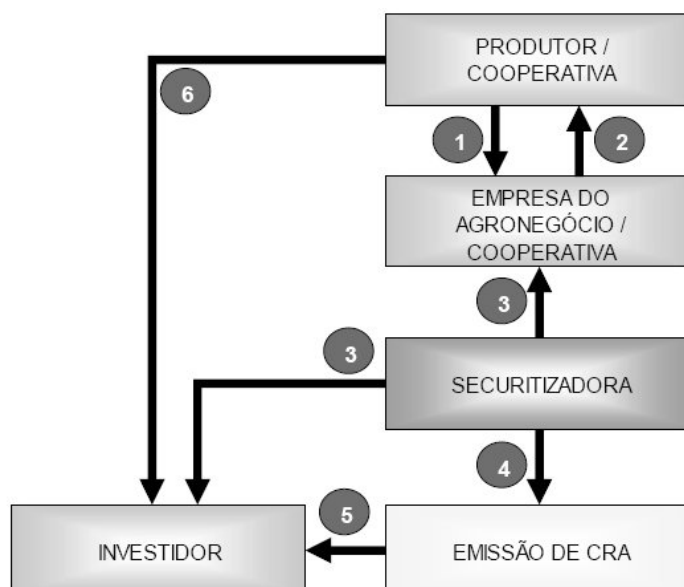 PRODUTOR /
COOPERATIVA
6
1
2
EMPRESA DO
AGRONEGÓCIO /
COOPERATIVA
3
3
SECURITIZADORA
4
5
INVESTIDOR
EMISSÃO DE CRA